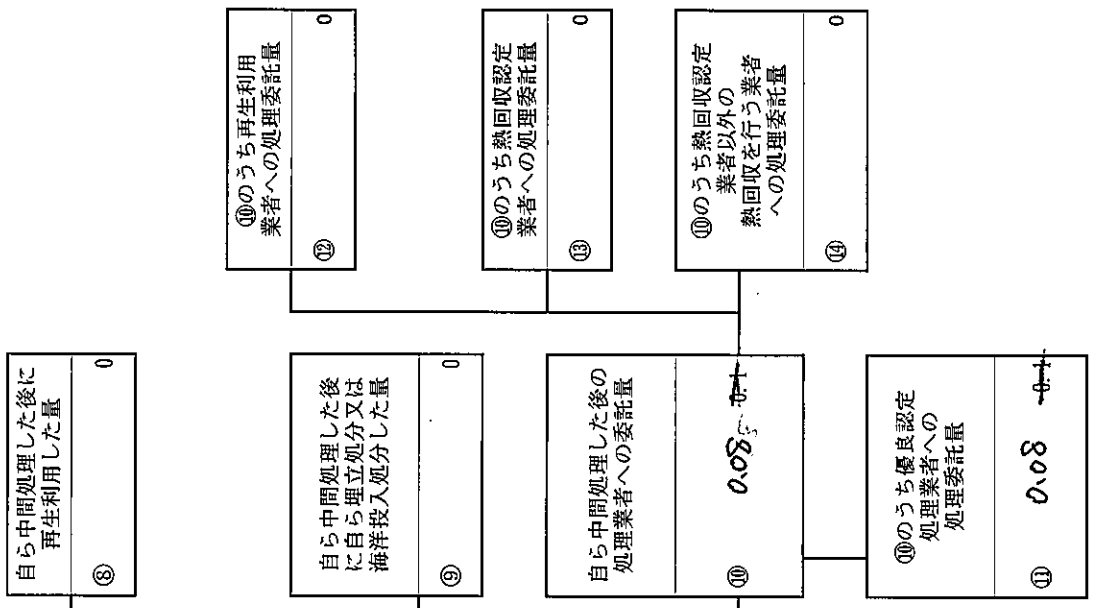 自ら中間処理した後に
再生利用した量
⑧ 0
自ら中間処理した後
に自ら埋立処分又は
海洋投入処分した量
⑨ 0
自ら中間処理した後の
処理業者への委託量
⑩ 0.08 0.1
⑩のうち優良認定
処理業者への
処理委託量
⑪ 0.08 0.1
⑩のうち再生利用
業者への処理委託量
⑫ 0
⑩のうち熱回収認定
業者への処理委託量
⑬ 0
⑩のうち熱回収認定
業者以外の
熱回収を行う業者
への処理委託量
⑭ 0